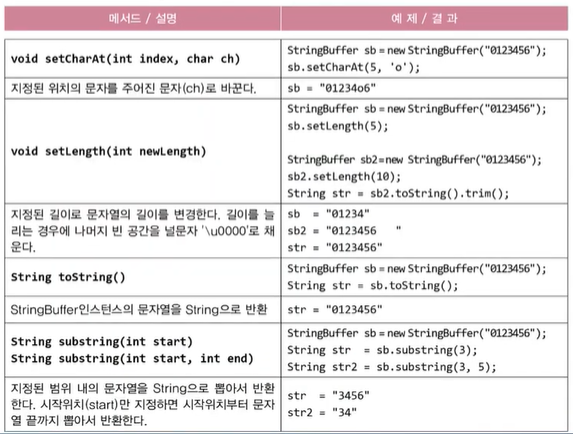 메서드 / 설명
예 제 / 결 과
void setCharAt(int index, char ch)
StringBuffer sb = new StringBuffer("0123456");
sb.setCharAt(5, 'o');
지정된 위치의 문자를 주어진 문자(ch)로 바꾼다.
sb = "01234o6"
void setLength(int newLength)
StringBuffer sb = new StringBuffer("0123456");
sb.setLength(5);
StringBuffer sb2=new StringBuffer("0123456");
sb2.setLength(10);
String str = sb2.toString().trim();
지정된 길이로 문자열의 길이를 변경한다. 길이를 늘
리는 경우에 나머지 빈 공간을 널문자 '\u0000'로 채
운다.
sb  = "01234"
sb2 = "0123456   "
str = "0123456"
String toString()
StringBuffer sb = new StringBuffer("0123456");
String str = sb.toString();
StringBuffer인스턴스의 문자열을 String으로 반환
str = "0123456"
String substring(int start)
String substring(int start, int end)
StringBuffer sb = new StringBuffer("0123456");
String str  = sb.substring(3);
String str2 = sb.substring(3, 5);
지정된 범위 내의 문자열을 String으로 뽑아서 반환
한다. 시작위치(start)만 지정하면 시작위치부터 문자
열 끝까지 뽑아서 반환한다.
str  = "3456"
str2 = "34"